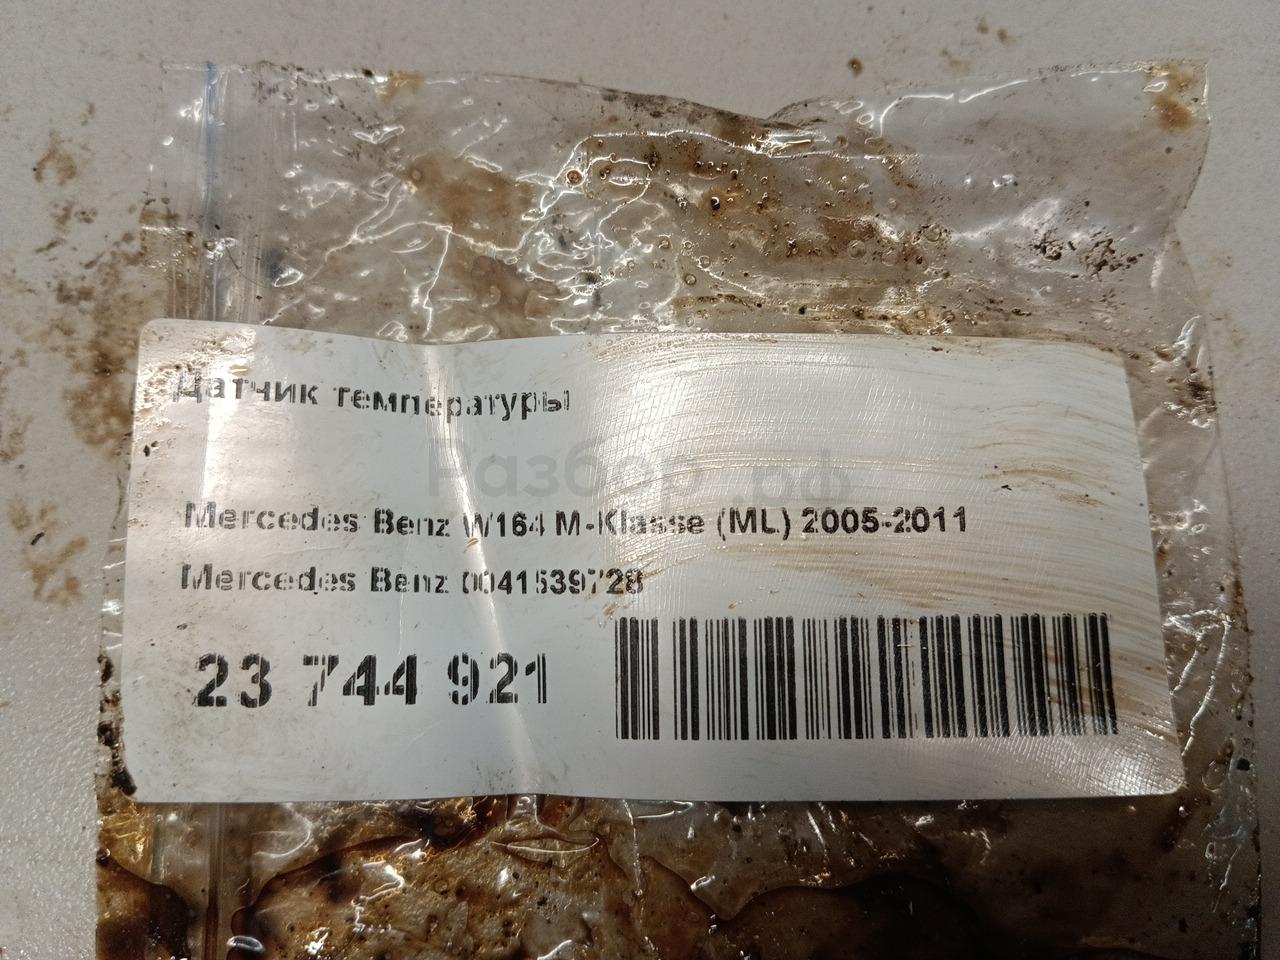 Датчик температуры
Разбор.рф
Mercedes Benz W164 M-Klasse (ML) 2005-2011
Mercedes Benz 0041539728
23 744 921